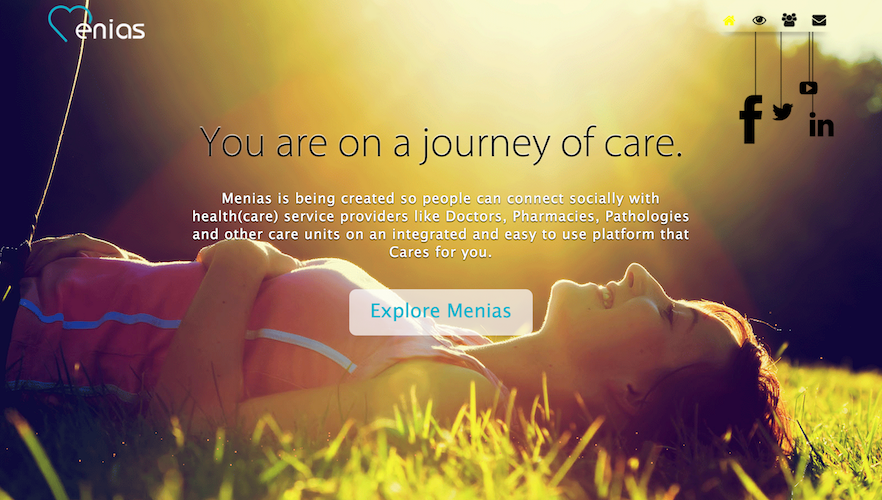 enias
You are on a journey of care.
Menias is being created so people can connect socially with
health(care) service providers like Doctors, Pharmacies, Pathologies
and other care units on an integrated and easy to use platform that
Cares for you.
Explore Menias